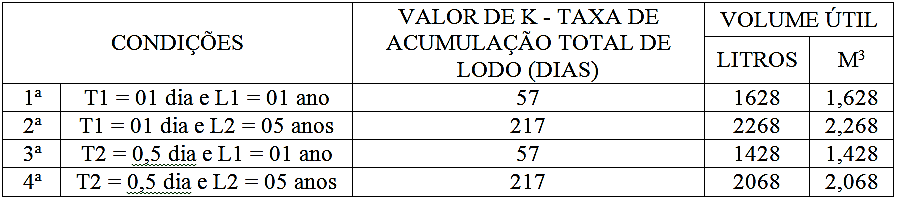 CONDIÇÕES
VALOR DE K - TAXA DE
ACUMULAÇÃO TOTAL DE
LODO (DIAS)
VOLUME ÚTIL
LITROS M³
1ª T1 = 01 dia e L1 = 01 ano 57 1628 1,628
2ª T1 = 01 dia e L2 = 05 anos 217 2268 2,268
3ª T2 = 0,5 dia e L1 = 01 ano 57 1428 1,428
4ª T2 = 0,5 dia e L2 = 05 anos 217 2068 2,068